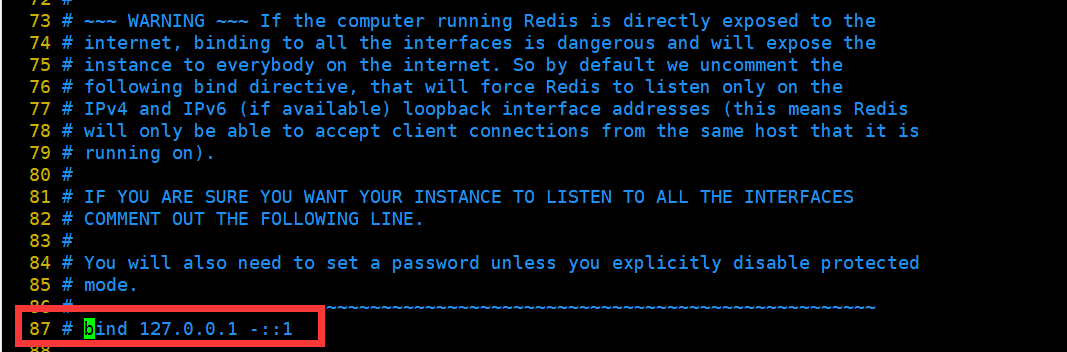 72 #
73 # ~~~ WARNING ~~~ If the computer running Redis is directly exposed to the
74 # internet, binding to all the interfaces is dangerous and will expose the
75 # instance to everybody on the internet. So by default we uncomment the
76 # following bind directive, that will force Redis to listen only on the
77 # IPv4 and IPv6 (if available) loopback interface addresses (this means Redis
78 # will only be able to accept client connections from the same host that it is
79 # running on).
80 #
81 # IF YOU ARE SURE YOU WANT YOUR INSTANCE TO LISTEN TO ALL THE INTERFACES
82 # COMMENT OUT THE FOLLOWING LINE.
83 #
84 # You will also need to set a password unless you explicitly disable protected
85 # mode.
86 # ~~~~~~~~~~~~~~~~~~~~~~~~~~~~~~~~~~~~~~~~~~~~~~~~~~
87 # bind 127.0.0.1 -::1
88